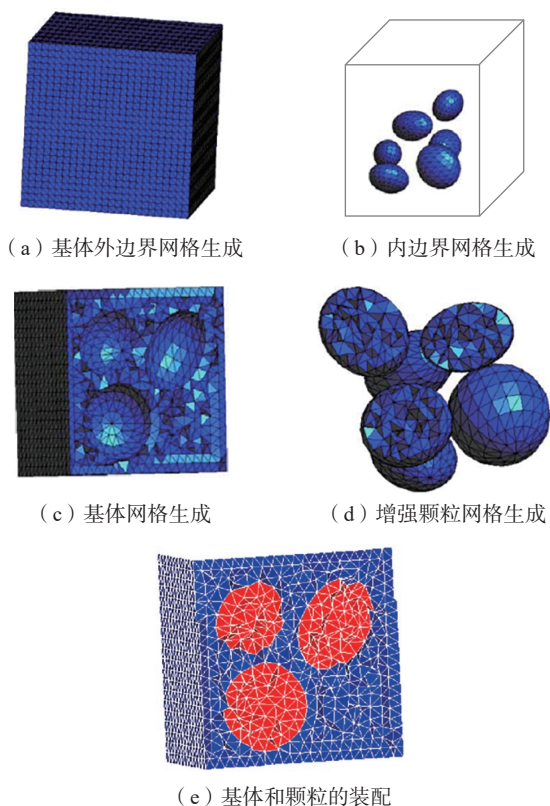 （a）基体外边界网格生成
（b）内边界网格生成
（c）基体网格生成
（d）增强颗粒网格生成
（e）基体和颗粒的装配